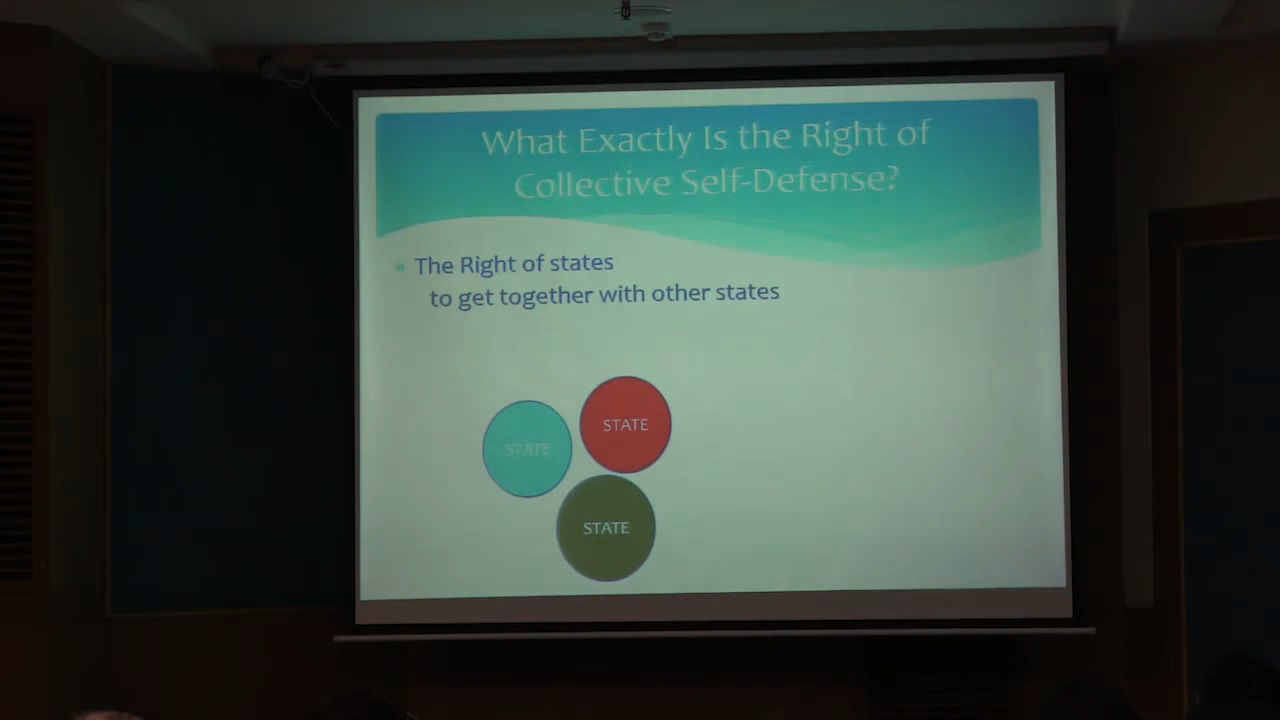 What Exactly Is the Right of
Collective Self-Defense?
The Right of states
to get together with other states
STATE
STATE
STATE